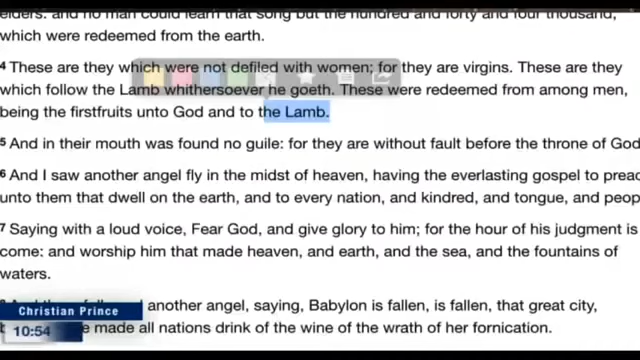 elders: and no man could learn that song but the hundred and forty and four thousand,
which were redeemed from the earth.
4 These are they which were not defiled with women; for they are virgins. These are they
which follow the Lamb whithersoever he goeth. These were redeemed from among men,
being the firstfruits unto God and to the Lamb.
5 And in their mouth was found no guile: for they are without fault before the throne of God
6 And I saw another angel fly in the midst of heaven, having the everlasting gospel to preac
unto them that dwell on the earth, and to every nation, and kindred, and tongue, and peop
7 Saying with a loud voice, Fear God, and give glory to him; for the hour of his judgment is
come: and worship him that made heaven, and earth, and the sea, and the fountains of
waters.
another angel, saying, Babylon is fallen, is fallen, that great city,
Christian Prince
10:54
made all nations drink of the wine of the wrath of her fornication.